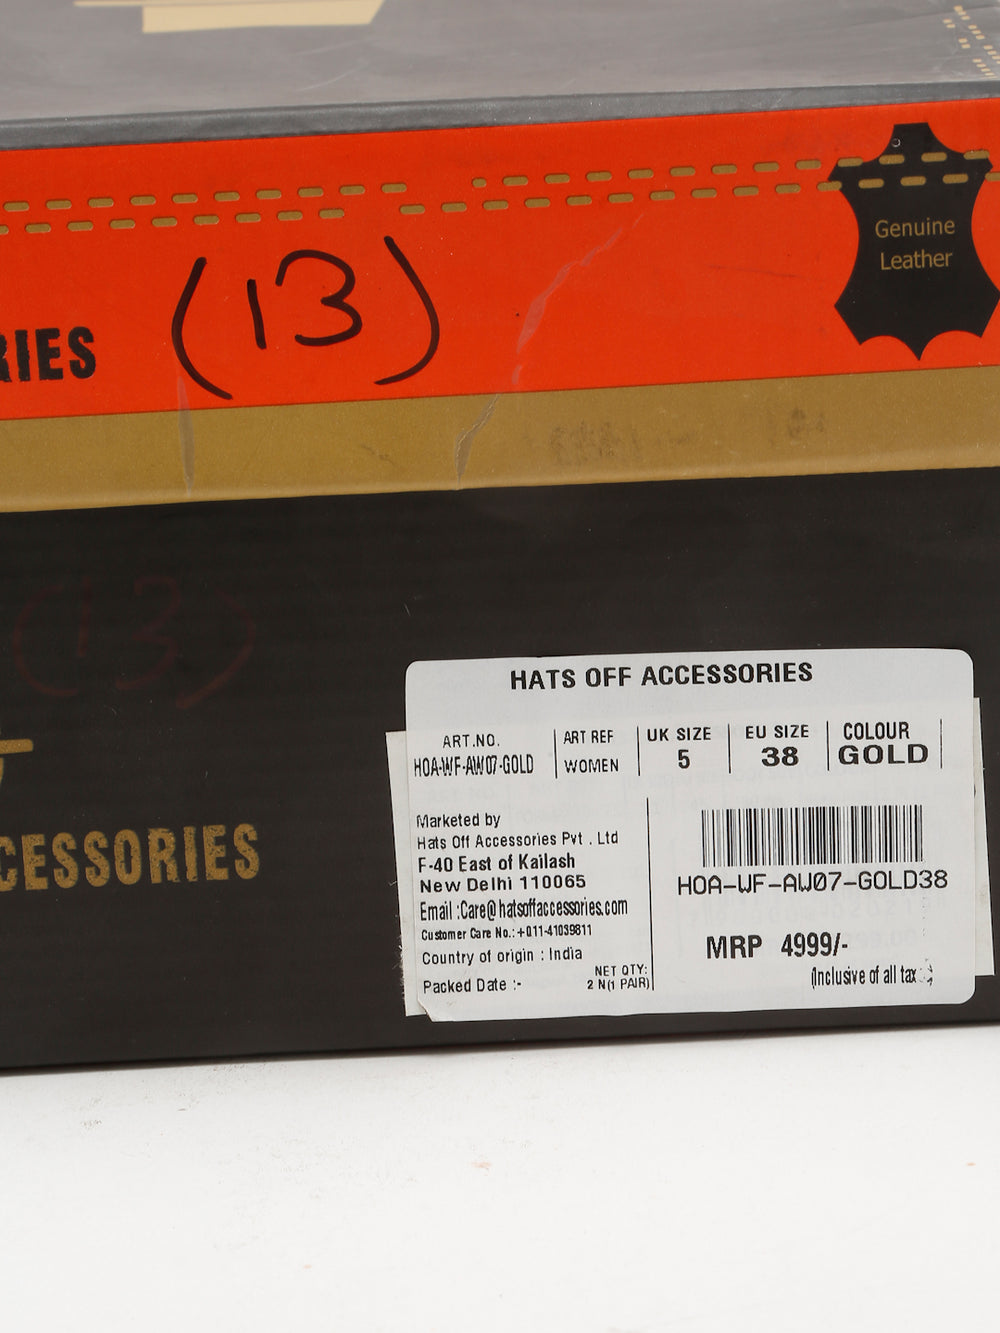 Genuine
Leather
(13)
RIES
(13)
CESSORIES
HATS OFF ACCESSORIES
ART.NO.
HOA-WF-AW07-GOLD
ART REF
WOMEN
UK SIZE
5
EU SIZE
38
COLOUR
GOLD
Marketed by
Hats Off Accessories Pvt . Ltd
F-40 East of Kailash
New Delhi 110065
Email :Care@hatsoffaccessories.com
Customer Care No.: +011-41039811
Country of origin : India
Packed Date :-
NET QTY:
2 N(1 PAIR)
HOA-WF-AW07-GOLD38
MRP 4999/-
(Inclusive of all tax